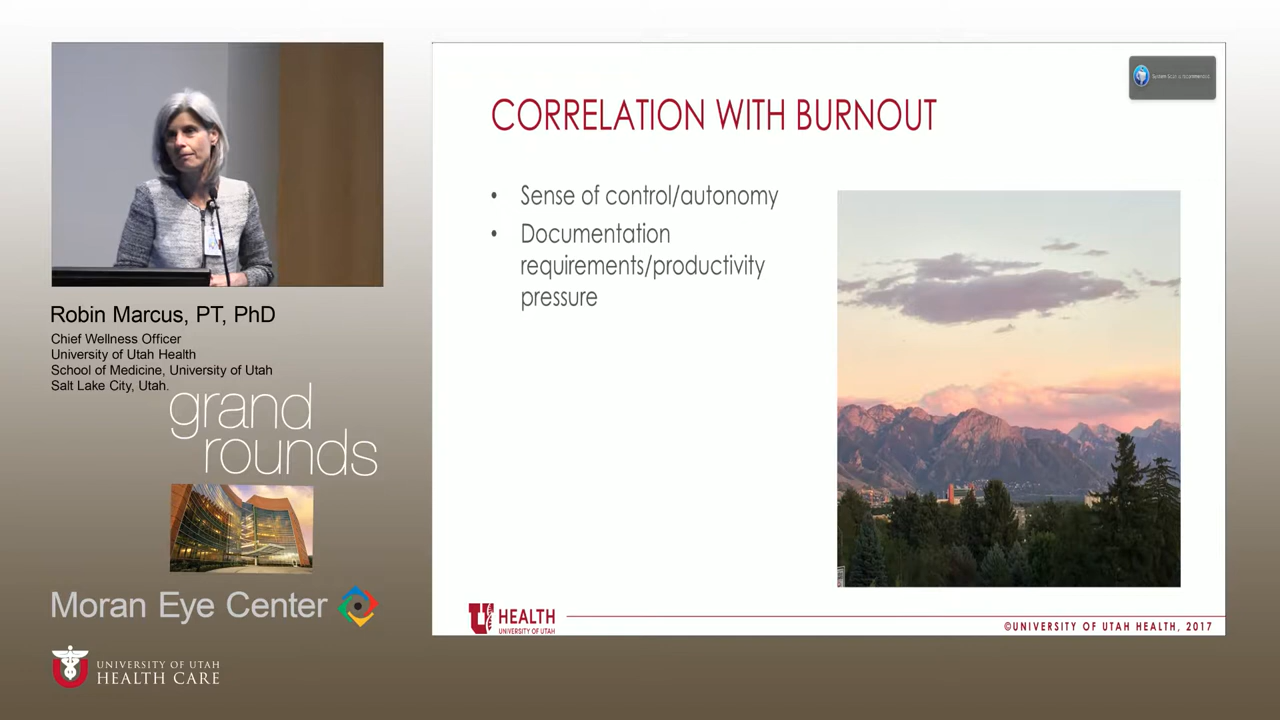 CORRELATION WITH BURNOUT
• Sense of control/autonomy
• Documentation
requirements/productivity
pressure
Robin Marcus, PT, PhD
Chief Wellness Officer
University of Utah Health
School of Medicine, University of Utah
Salt Lake City, Utah.
grand
rounds
Moran Eye Center
UNIVERSITY OF UTAH
HEALTH CARE
HEALTH
UNIVERSITY OF UTAH
©UNIVERSITY OF UTAH HEALTH, 2017